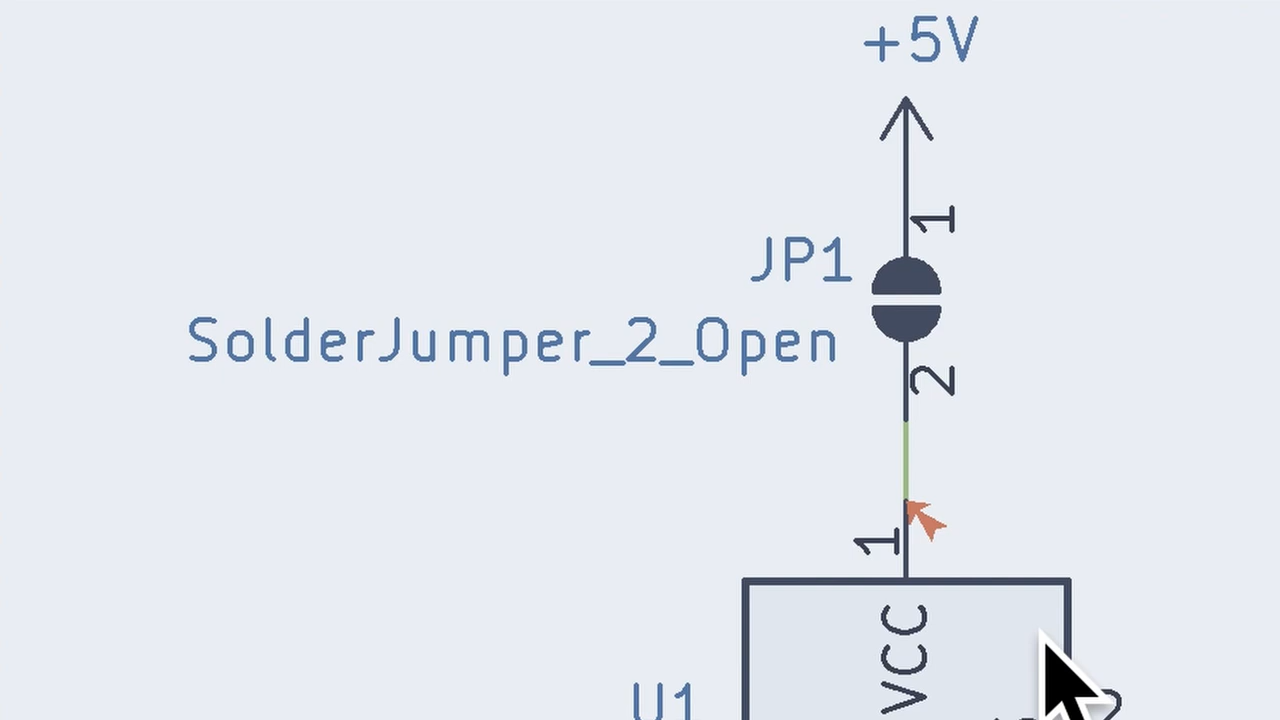 +5V
1
JP1
SolderJumper_2_Open
2
1
VCC
U1